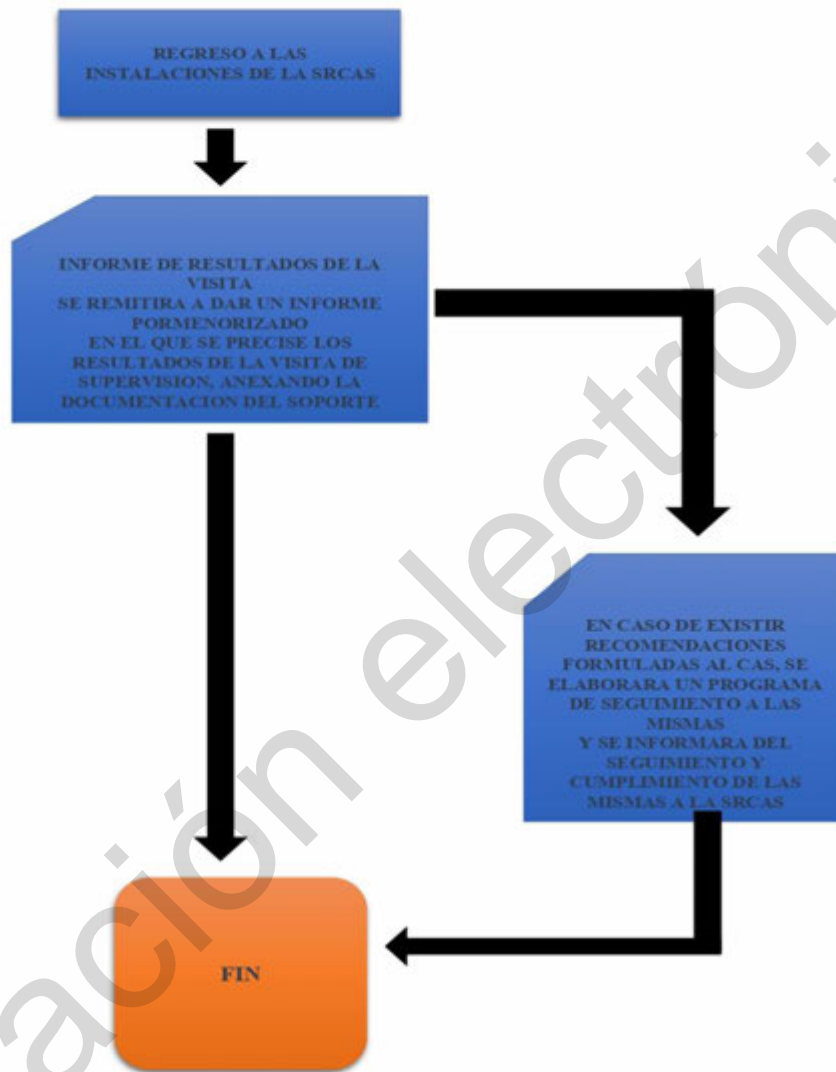 REGRESO A LAS
INSTALACIONES DE LA SRCAS
INFORME DE RESULTADOS DE LA
VISITA
SE REMITIRA A DAR UN INFORME
PORMENORIZADO
EN EL QUE SE PRECISE LOS
RESULTADOS DE LA VISITA DE
SUPERVISION, ANEXANDO LA
DOCUMENTACION DEL SOPORTE
EN CASO DE EXISTIR
RECOMENDACIONES
FORMULADAS AL CAS, SE
ELABORARA UN PROGRAMA
DE SEGUIMIENTO A LAS
MISMAS
Y SE INFORMARA DEL
SEGUIMIENTO Y
CUMPLIMIENTO DE LAS
MISMAS A LA SRCAS
FIN
ación electróni